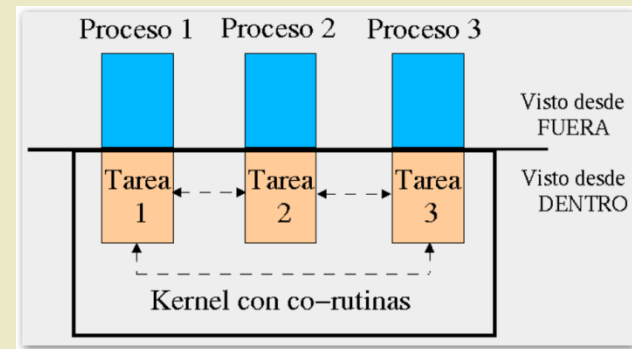 Proceso 1 Proceso 2 Proceso 3
Visto desde
FUERA
Tarea
1
Tarea
2
Tarea
3
Visto desde
DENTRO
Kernel con co-rutinas